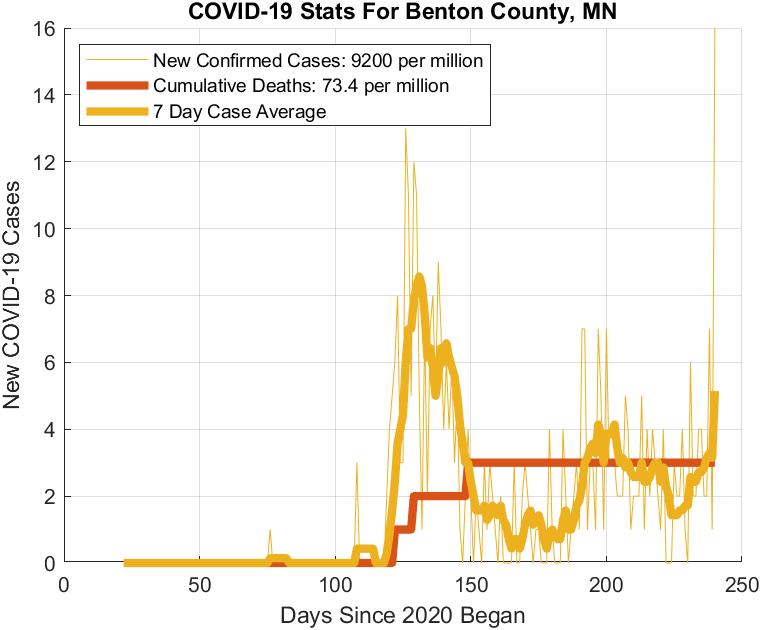 COVID-19 Stats For Benton County, MN
16
14
12
10
8
6
4
2
0
New COVID-19 Cases
New Confirmed Cases: 9200 per million
Cumulative Deaths: 73.4 per million
7 Day Case Average
0 50 100 150 200 250
Days Since 2020 Began